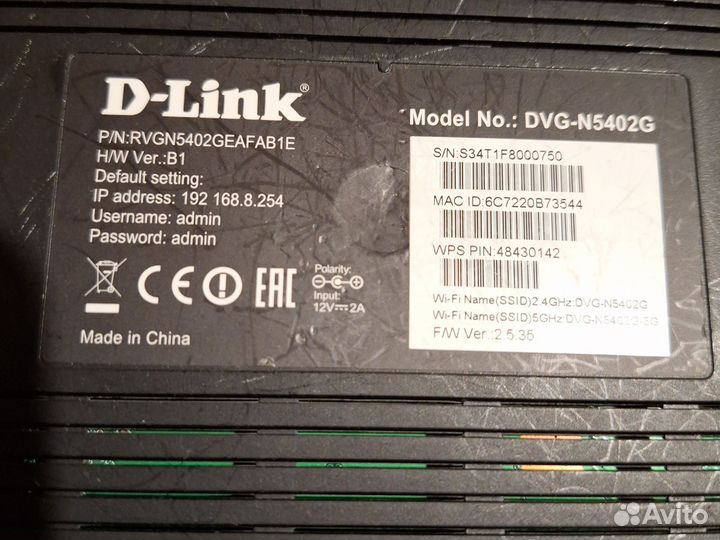 D-Link®
P/N:RVGN5402GEAFAB1E
H/W Ver.:B1
Default setting:
IP address: 192.168.8.254
Username: admin
Password: admin
Made in China
CE
EAC
Polarity:
Input:
12V⎓2A
Model No.: DVG-N5402G
S/N:S34T1F8000750
MAC ID:6C7220B73544
WPS PIN:48430142
Wi-Fi Name(SSID)2.4GHz:DVG-N5402G
Wi-Fi Name(SSID)5GHz:DVG-N5402G-5G
F/W Ver.:2.5.35
Avito